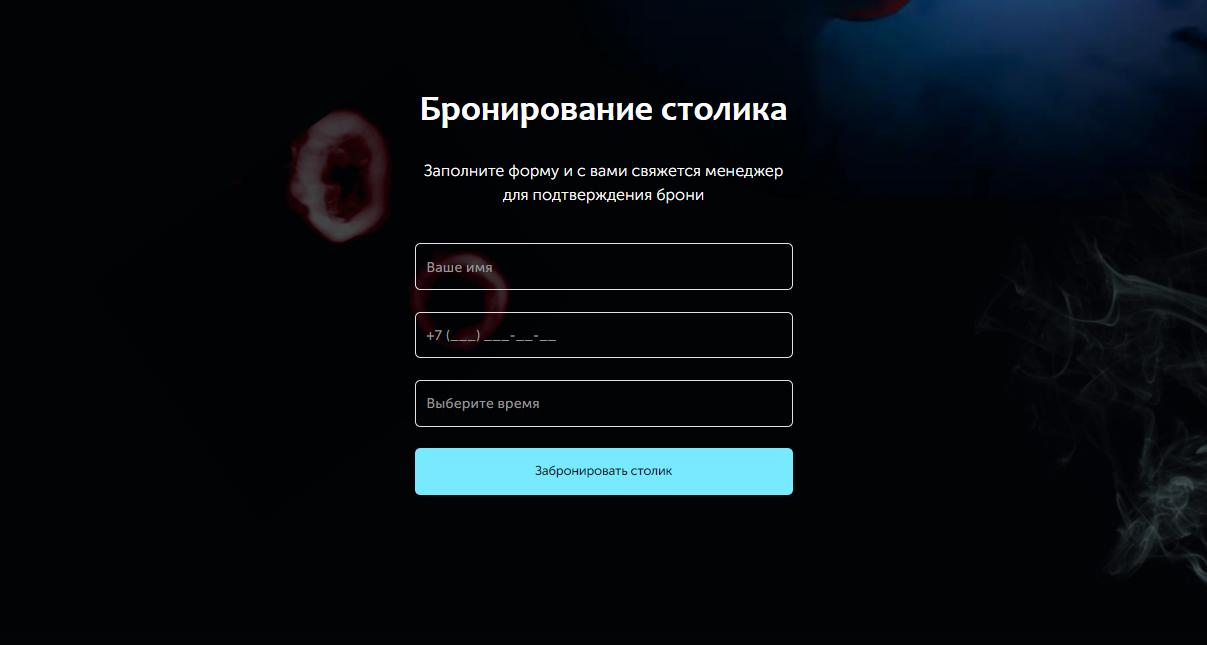 Бронирование столика
Заполните форму и с вами свяжется менеджер
для подтверждения брони
Ваше имя
+7 (___) ___-__-__
Выберите время
Забронировать столик